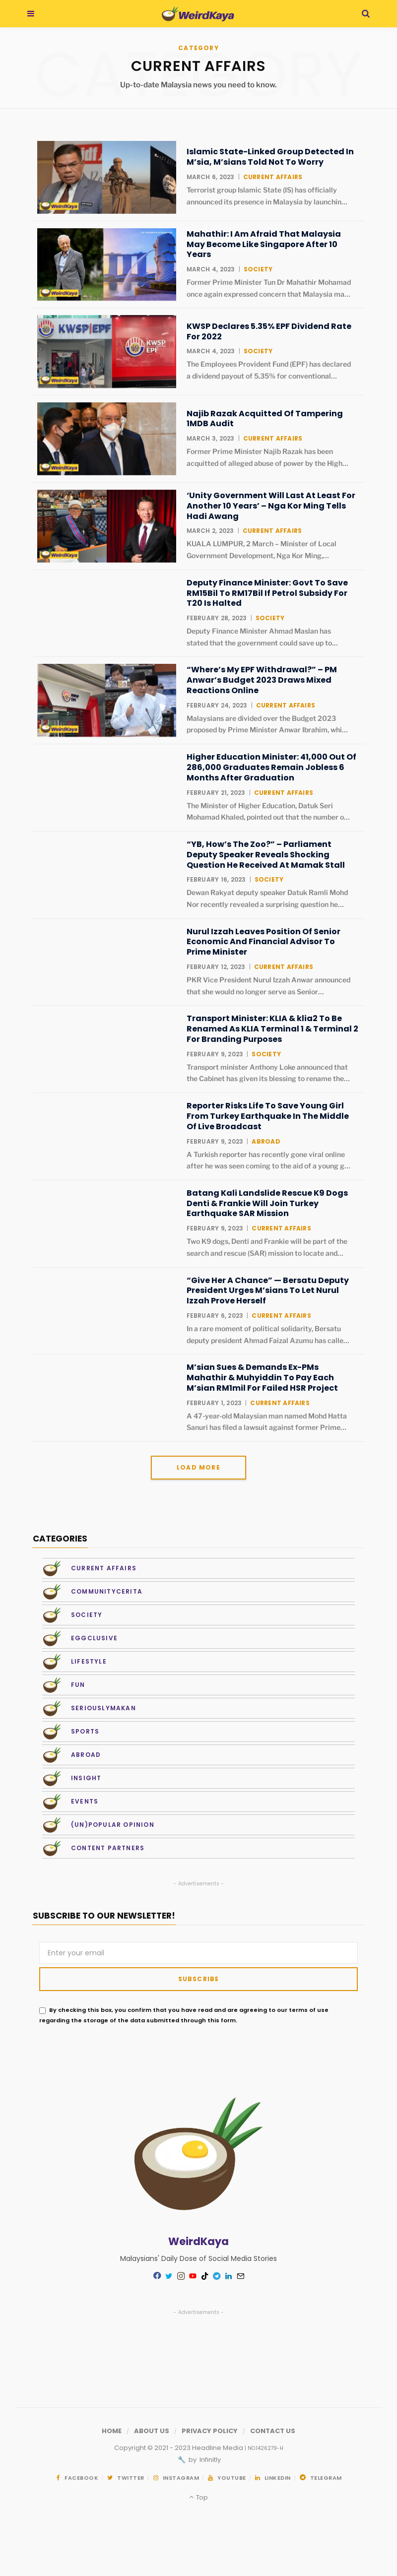 WeirdKaya
CATEGORY
CATEGORY
CURRENT AFFAIRS
Up-to-date Malaysia news you need to know.
WeirdKaya
Islamic State-Linked Group Detected In
M'sia, M'sians Told Not To Worry
MARCH 6, 2023 | CURRENT AFFAIRS
Terrorist group Islamic State (IS) has officially
announced its presence in Malaysia by launchin...
WeirdKaya
Mahathir: I Am Afraid That Malaysia
May Become Like Singapore After 10
Years
MARCH 4, 2023 | SOCIETY
Former Prime Minister Tun Dr Mahathir Mohamad
once again expressed concern that Malaysia ma...
KWSP EPF
KWSP
EPF
WeirdKaya
KWSP Declares 5.35% EPF Dividend Rate
For 2022
MARCH 4, 2023 | SOCIETY
The Employees Provident Fund (EPF) has declared
a dividend payout of 5.35% for conventional...
WeirdKaya
Najib Razak Acquitted Of Tampering
1MDB Audit
MARCH 3, 2023 | CURRENT AFFAIRS
Former Prime Minister Najib Razak has been
acquitted of alleged abuse of power by the High...
WeirdKaya
‘Unity Government Will Last At Least For
Another 10 Years’ – Nga Kor Ming Tells
Hadi Awang
MARCH 2, 2023 | CURRENT AFFAIRS
KUALA LUMPUR, 2 March – Minister of Local
Government Development, Nga Kor Ming,...
Deputy Finance Minister: Govt To Save
RM15Bil To RM17Bil If Petrol Subsidy For
T20 Is Halted
FEBRUARY 28, 2023 | SOCIETY
Deputy Finance Minister Ahmad Maslan has
stated that the government could save up to...
WeirdKaya
“Where’s My EPF Withdrawal?” – PM
Anwar’s Budget 2023 Draws Mixed
Reactions Online
FEBRUARY 24, 2023 | CURRENT AFFAIRS
Malaysians are divided over the Budget 2023
proposed by Prime Minister Anwar Ibrahim, whi...
Higher Education Minister: 41,000 Out Of
286,000 Graduates Remain Jobless 6
Months After Graduation
FEBRUARY 21, 2023 | CURRENT AFFAIRS
The Minister of Higher Education, Datuk Seri
Mohamad Khaled, pointed out that the number o...
“YB, How’s The Zoo?” – Parliament
Deputy Speaker Reveals Shocking
Question He Received At Mamak Stall
FEBRUARY 16, 2023 | SOCIETY
Dewan Rakyat deputy speaker Datuk Ramli Mohd
Nor recently revealed a surprising question he...
Nurul Izzah Leaves Position Of Senior
Economic And Financial Advisor To
Prime Minister
FEBRUARY 12, 2023 | CURRENT AFFAIRS
PKR Vice President Nurul Izzah Anwar announced
that she would no longer serve as Senior...
Transport Minister: KLIA & klia2 To Be
Renamed As KLIA Terminal 1 & Terminal 2
For Branding Purposes
FEBRUARY 9, 2023 | SOCIETY
Transport minister Anthony Loke announced that
the Cabinet has given its blessing to rename the...
Reporter Risks Life To Save Young Girl
From Turkey Earthquake In The Middle
Of Live Broadcast
FEBRUARY 9, 2023 | ABROAD
A Turkish reporter has recently gone viral online
after he was seen coming to the aid of a young g...
Batang Kali Landslide Rescue K9 Dogs
Denti & Frankie Will Join Turkey
Earthquake SAR Mission
FEBRUARY 9, 2023 | CURRENT AFFAIRS
Two K9 dogs, Denti and Frankie will be part of the
search and rescue (SAR) mission to locate and...
“Give Her A Chance” — Bersatu Deputy
President Urges M’sians To Let Nurul
Izzah Prove Herself
FEBRUARY 6, 2023 | CURRENT AFFAIRS
In a rare moment of political solidarity, Bersatu
deputy president Ahmad Faizal Azumu has calle...
M’sian Sues & Demands Ex-PMs
Mahathir & Muhyiddin To Pay Each
M’sian RM1mil For Failed HSR Project
FEBRUARY 1, 2023 | CURRENT AFFAIRS
A 47-year-old Malaysian man named Mohd Hatta
Sanuri has filed a lawsuit against former Prime...
LOAD MORE
CATEGORIES
CURRENT AFFAIRS
COMMUNITYCERITA
SOCIETY
EGGCLUSIVE
LIFESTYLE
FUN
SERIOUSLYMAKAN
SPORTS
ABROAD
INSIGHT
EVENTS
(UN)POPULAR OPINION
CONTENT PARTNERS
- Advertisements -
SUBSCRIBE TO OUR NEWSLETTER!
Enter your email
SUBSCRIBE
By checking this box, you confirm that you have read and are agreeing to our terms of use
regarding the storage of the data submitted through this form.
WeirdKaya
Malaysians' Daily Dose of Social Media Stories
- Advertisements -
HOME / ABOUT US / PRIVACY POLICY / CONTACT US
Copyright © 2021 - 2023 Headline Media | NO.1426279-H
by Infinitly
FACEBOOK / TWITTER / INSTAGRAM / YOUTUBE / LINKEDIN / TELEGRAM
Top